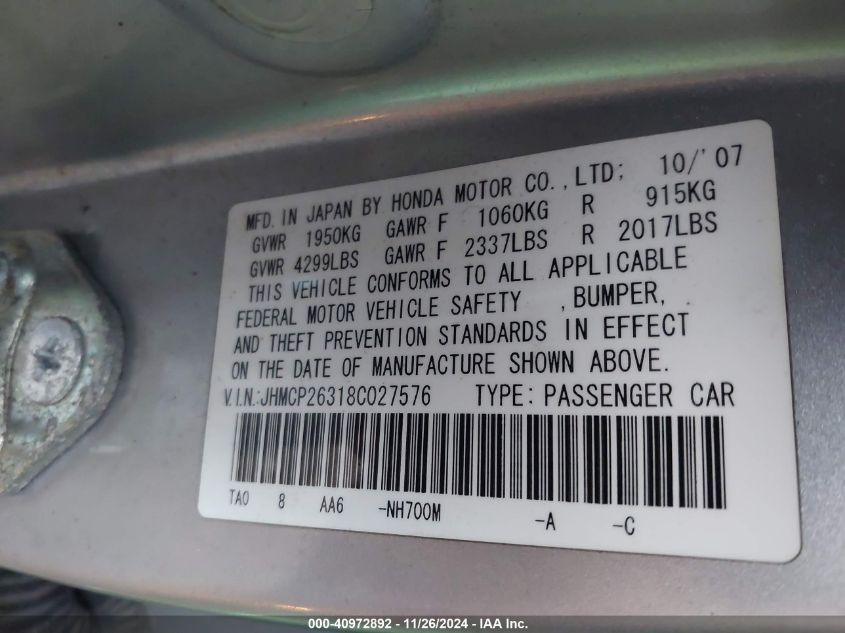 MFD. IN JAPAN BY HONDA MOTOR CO.,LTD; 10/'07
GVWR 1950KG GAWR F 1060KG R 915KG
GVWR 4299LBS GAWR F 2337LBS R 2017LBS
THIS VEHICLE CONFORMS TO ALL APPLICABLE
FEDERAL MOTOR VEHICLE SAFETY ,BUMPER,
AND THEFT PREVENTION STANDARDS IN EFFECT
ON THE DATE OF MANUFACTURE SHOWN ABOVE.
V.I.N.:JHMCP26318C027576 TYPE: PASSENGER CAR
TA0 8 AA6 -NH700M -A -C
000-40972892 - 11/26/2024 - IAA Inc.